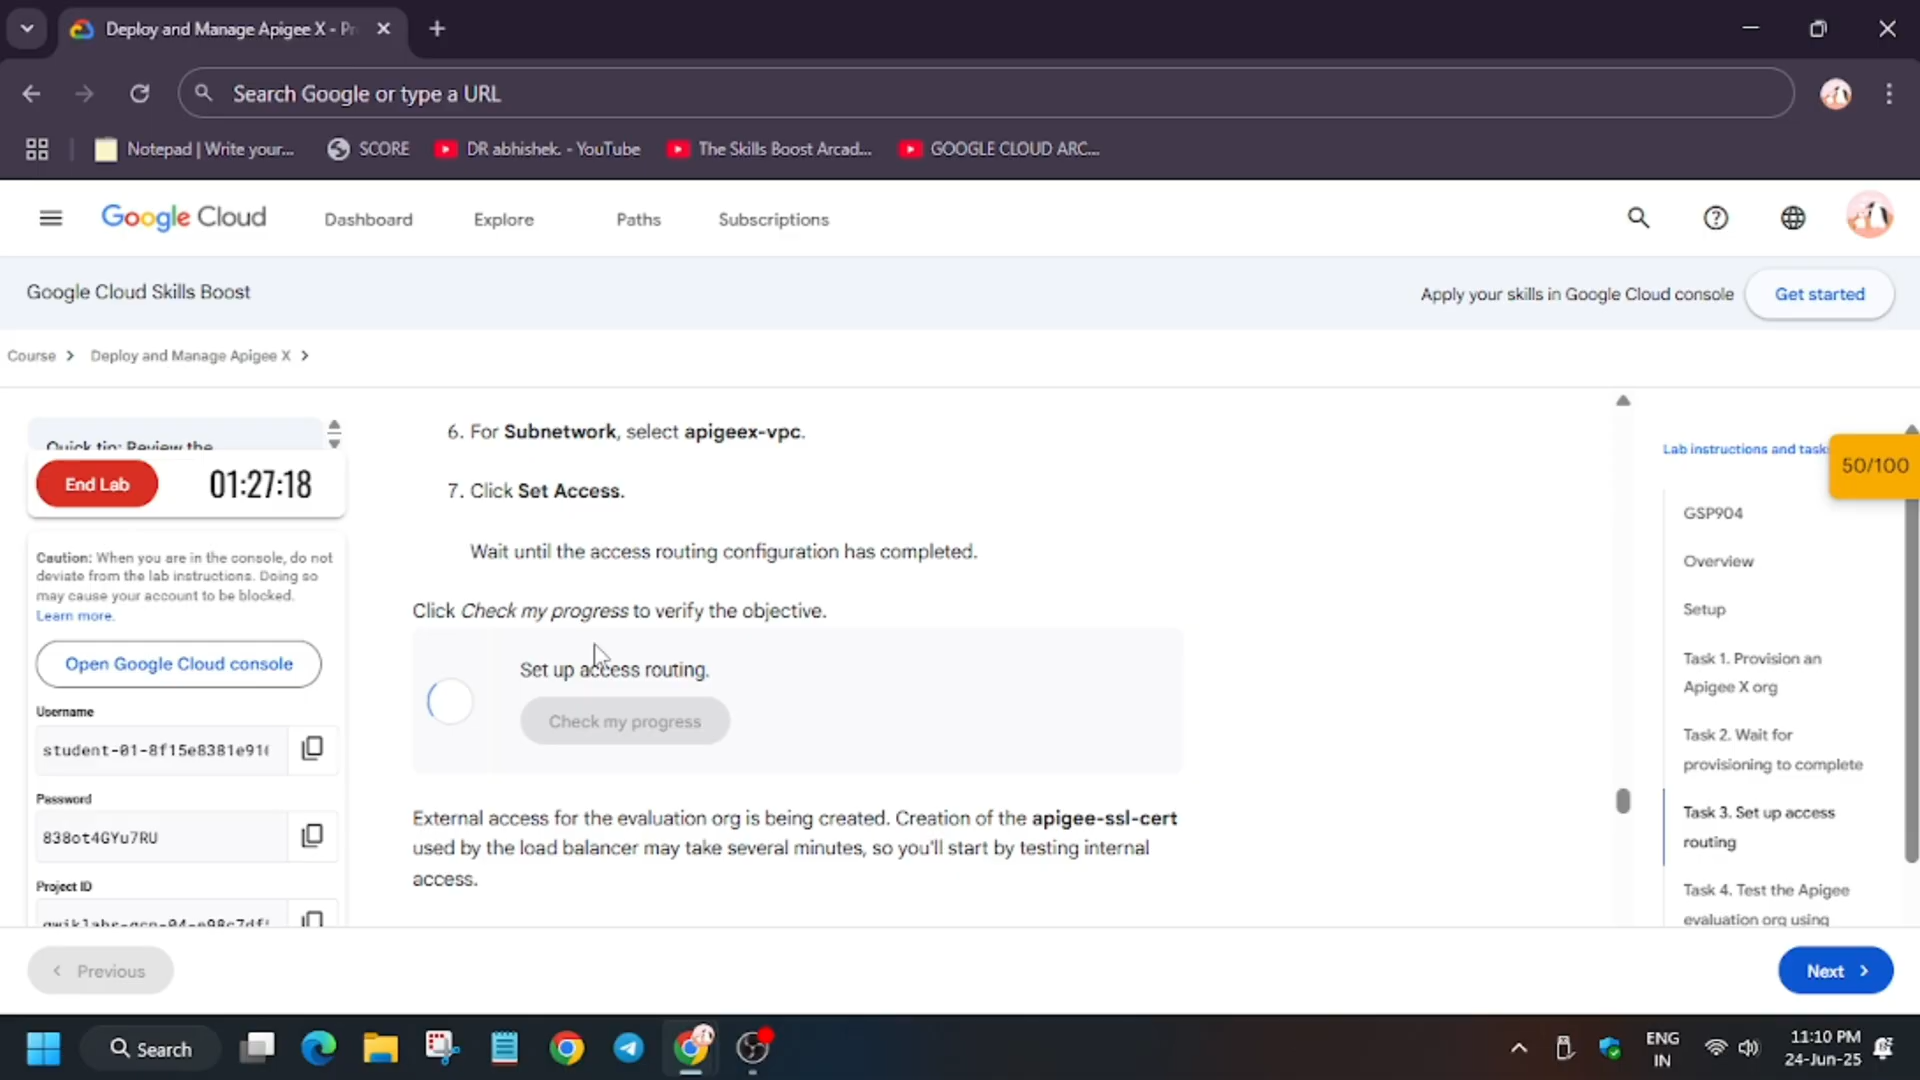 Deploy and Manage Apigee X - Pr
Search Google or type a URL
Notepad | Write your...
SCORE
DR abhishek. - YouTube
The Skills Boost Arcad...
GOOGLE CLOUD ARC...
Google Cloud
Dashboard
Explore
Paths
Subscriptions
Google Cloud Skills Boost
Apply your skills in Google Cloud console
Get started
Course
Deploy and Manage Apigee X
Quick tip: Review the
End Lab
01:27:18
Caution: When you are in the console, do not
deviate from the lab instructions. Doing so
may cause your account to be blocked.
Learn more.
Open Google Cloud console
Username
student-01-8f15e8381e91
Password
838ot4GYu7RU
Project ID
6. For Subnetwork, select apigeex-vpc.
7. Click Set Access.
Wait until the access routing configuration has completed.
Click Check my progress to verify the objective.
Set up access routing.
Check my progress
External access for the evaluation org is being created. Creation of the apigee-ssl-cert
used by the load balancer may take several minutes, so you'll start by testing internal
access.
Lab instructions and task
50/100
GSP904
Overview
Setup
Task 1. Provision an
Apigee X org
Task 2. Wait for
provisioning to complete
Task 3. Set up access
routing
Task 4. Test the Apigee
evaluation org using
Previous
Next
Search
ENG
IN
11:10 PM
24-Jun-25